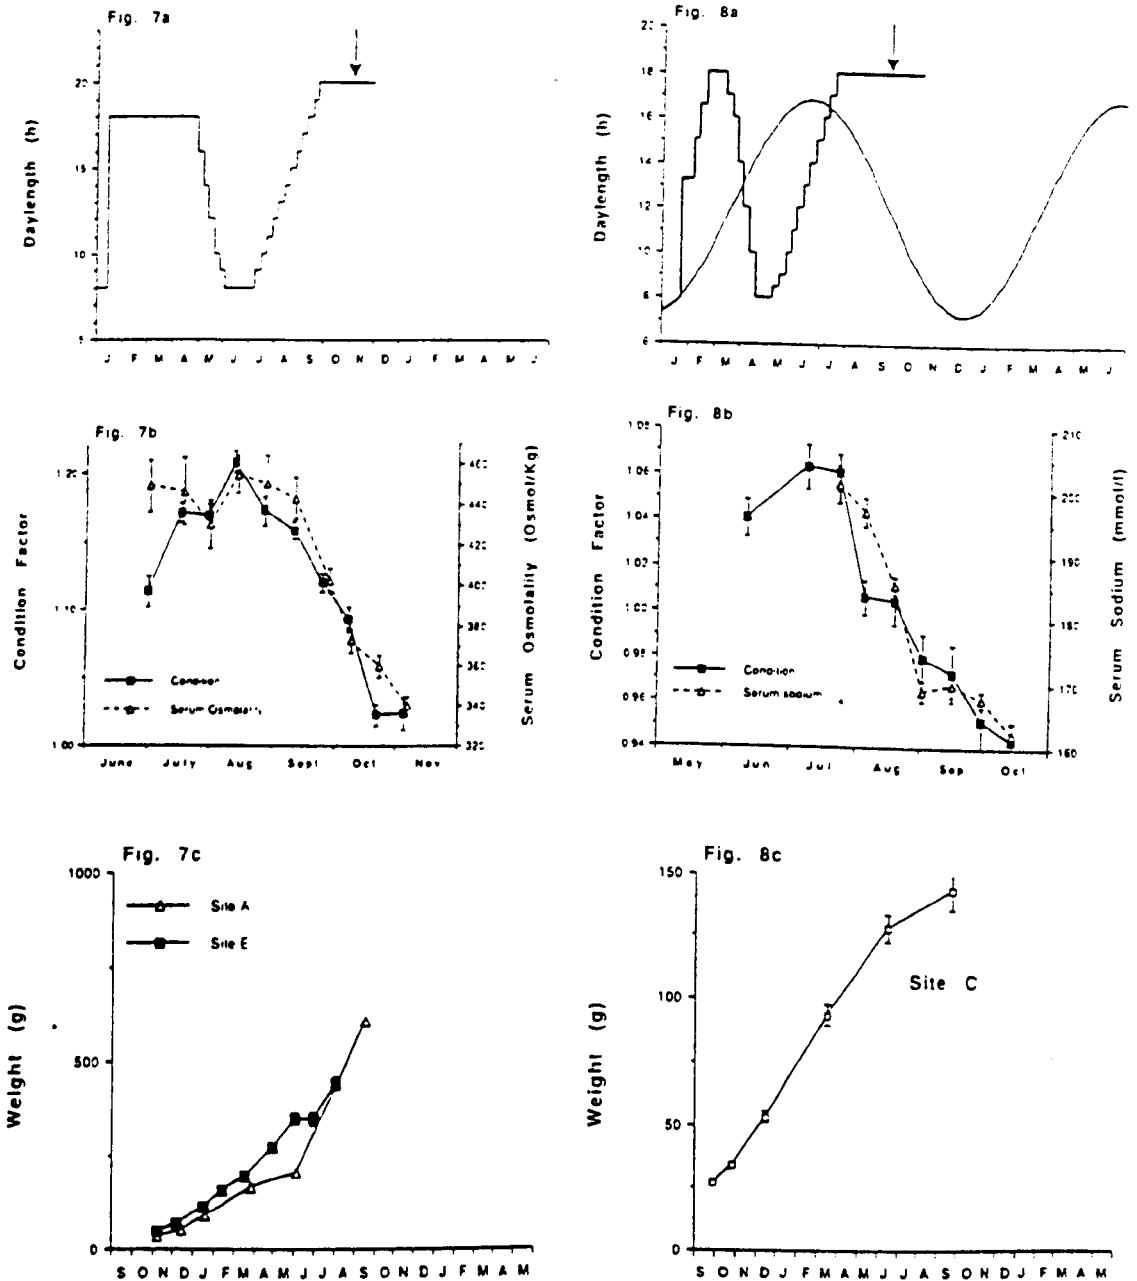 Fig. 7a
Daylength (h)
20
15
10
5
J F M A M J J A S O N D J F M A M J
Fig. 8a
Daylength (h)
20
18
16
14
12
10
8
6
J F M A M J J A S O N D J F M A M J
Fig. 7b
Condition Factor
1.20
1.10
1.00
Condition
Serum Osmolality
Serum Osmolality (Osmol/Kg)
460
440
420
400
380
360
340
320
June July Aug Sept Oct Nov
Fig. 8b
Condition Factor
1.08
1.06
1.04
1.02
1.00
0.98
0.96
0.94
Condition
Serum sodium
Serum Sodium (mmol/l)
210
200
190
180
170
160
May Jun Jul Aug Sep Oct
Fig. 7c
Weight (g)
1000
500
0
Site A
Site E
S O N D J F M A M J J A S O N D J F M A M
Fig. 8c
Weight (g)
150
100
50
0
Site C
S O N D J F M A M J J A S O N D J F M A M